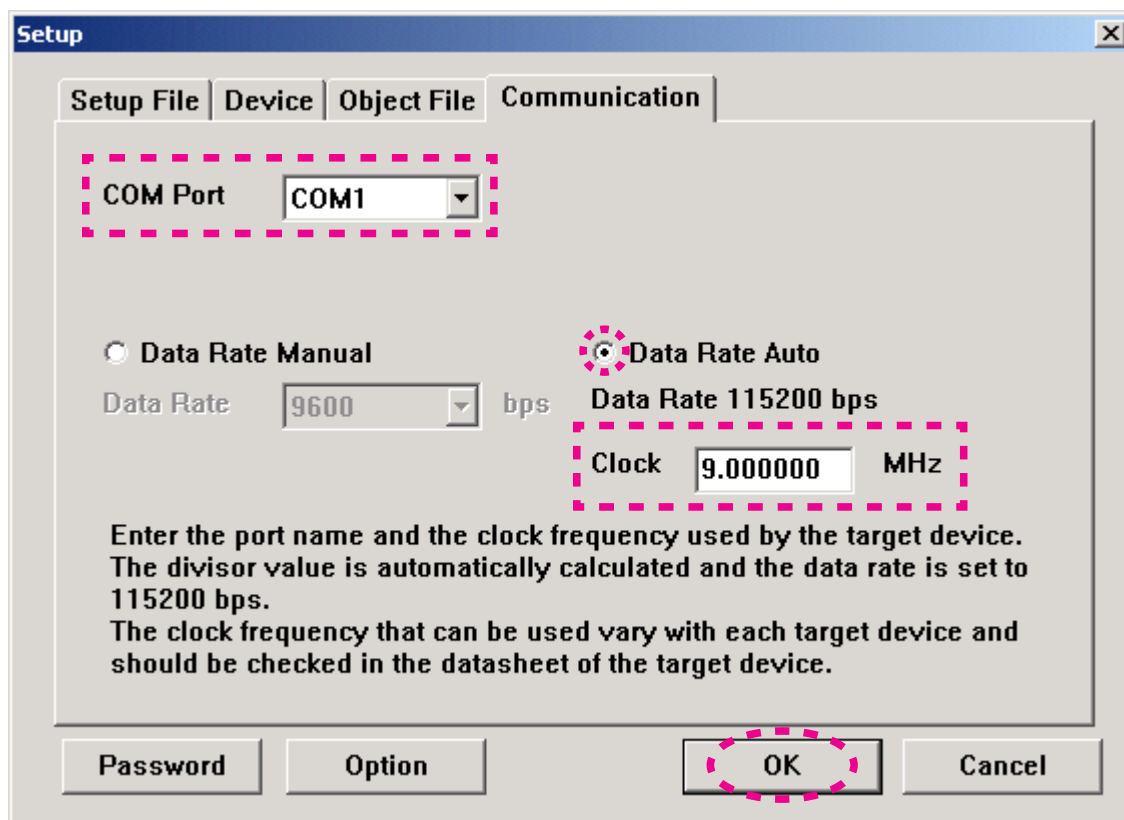 Setup
Setup File Device Object File Communication
COM Port COM1
Data Rate Manual Data Rate Auto
Data Rate 9600 bps Data Rate 115200 bps
Clock 9.000000 MHz
Enter the port name and the clock frequency used by the target device.
The divisor value is automatically calculated and the data rate is set to
115200 bps.
The clock frequency that can be used vary with each target device and
should be checked in the datasheet of the target device.
Password Option OK Cancel